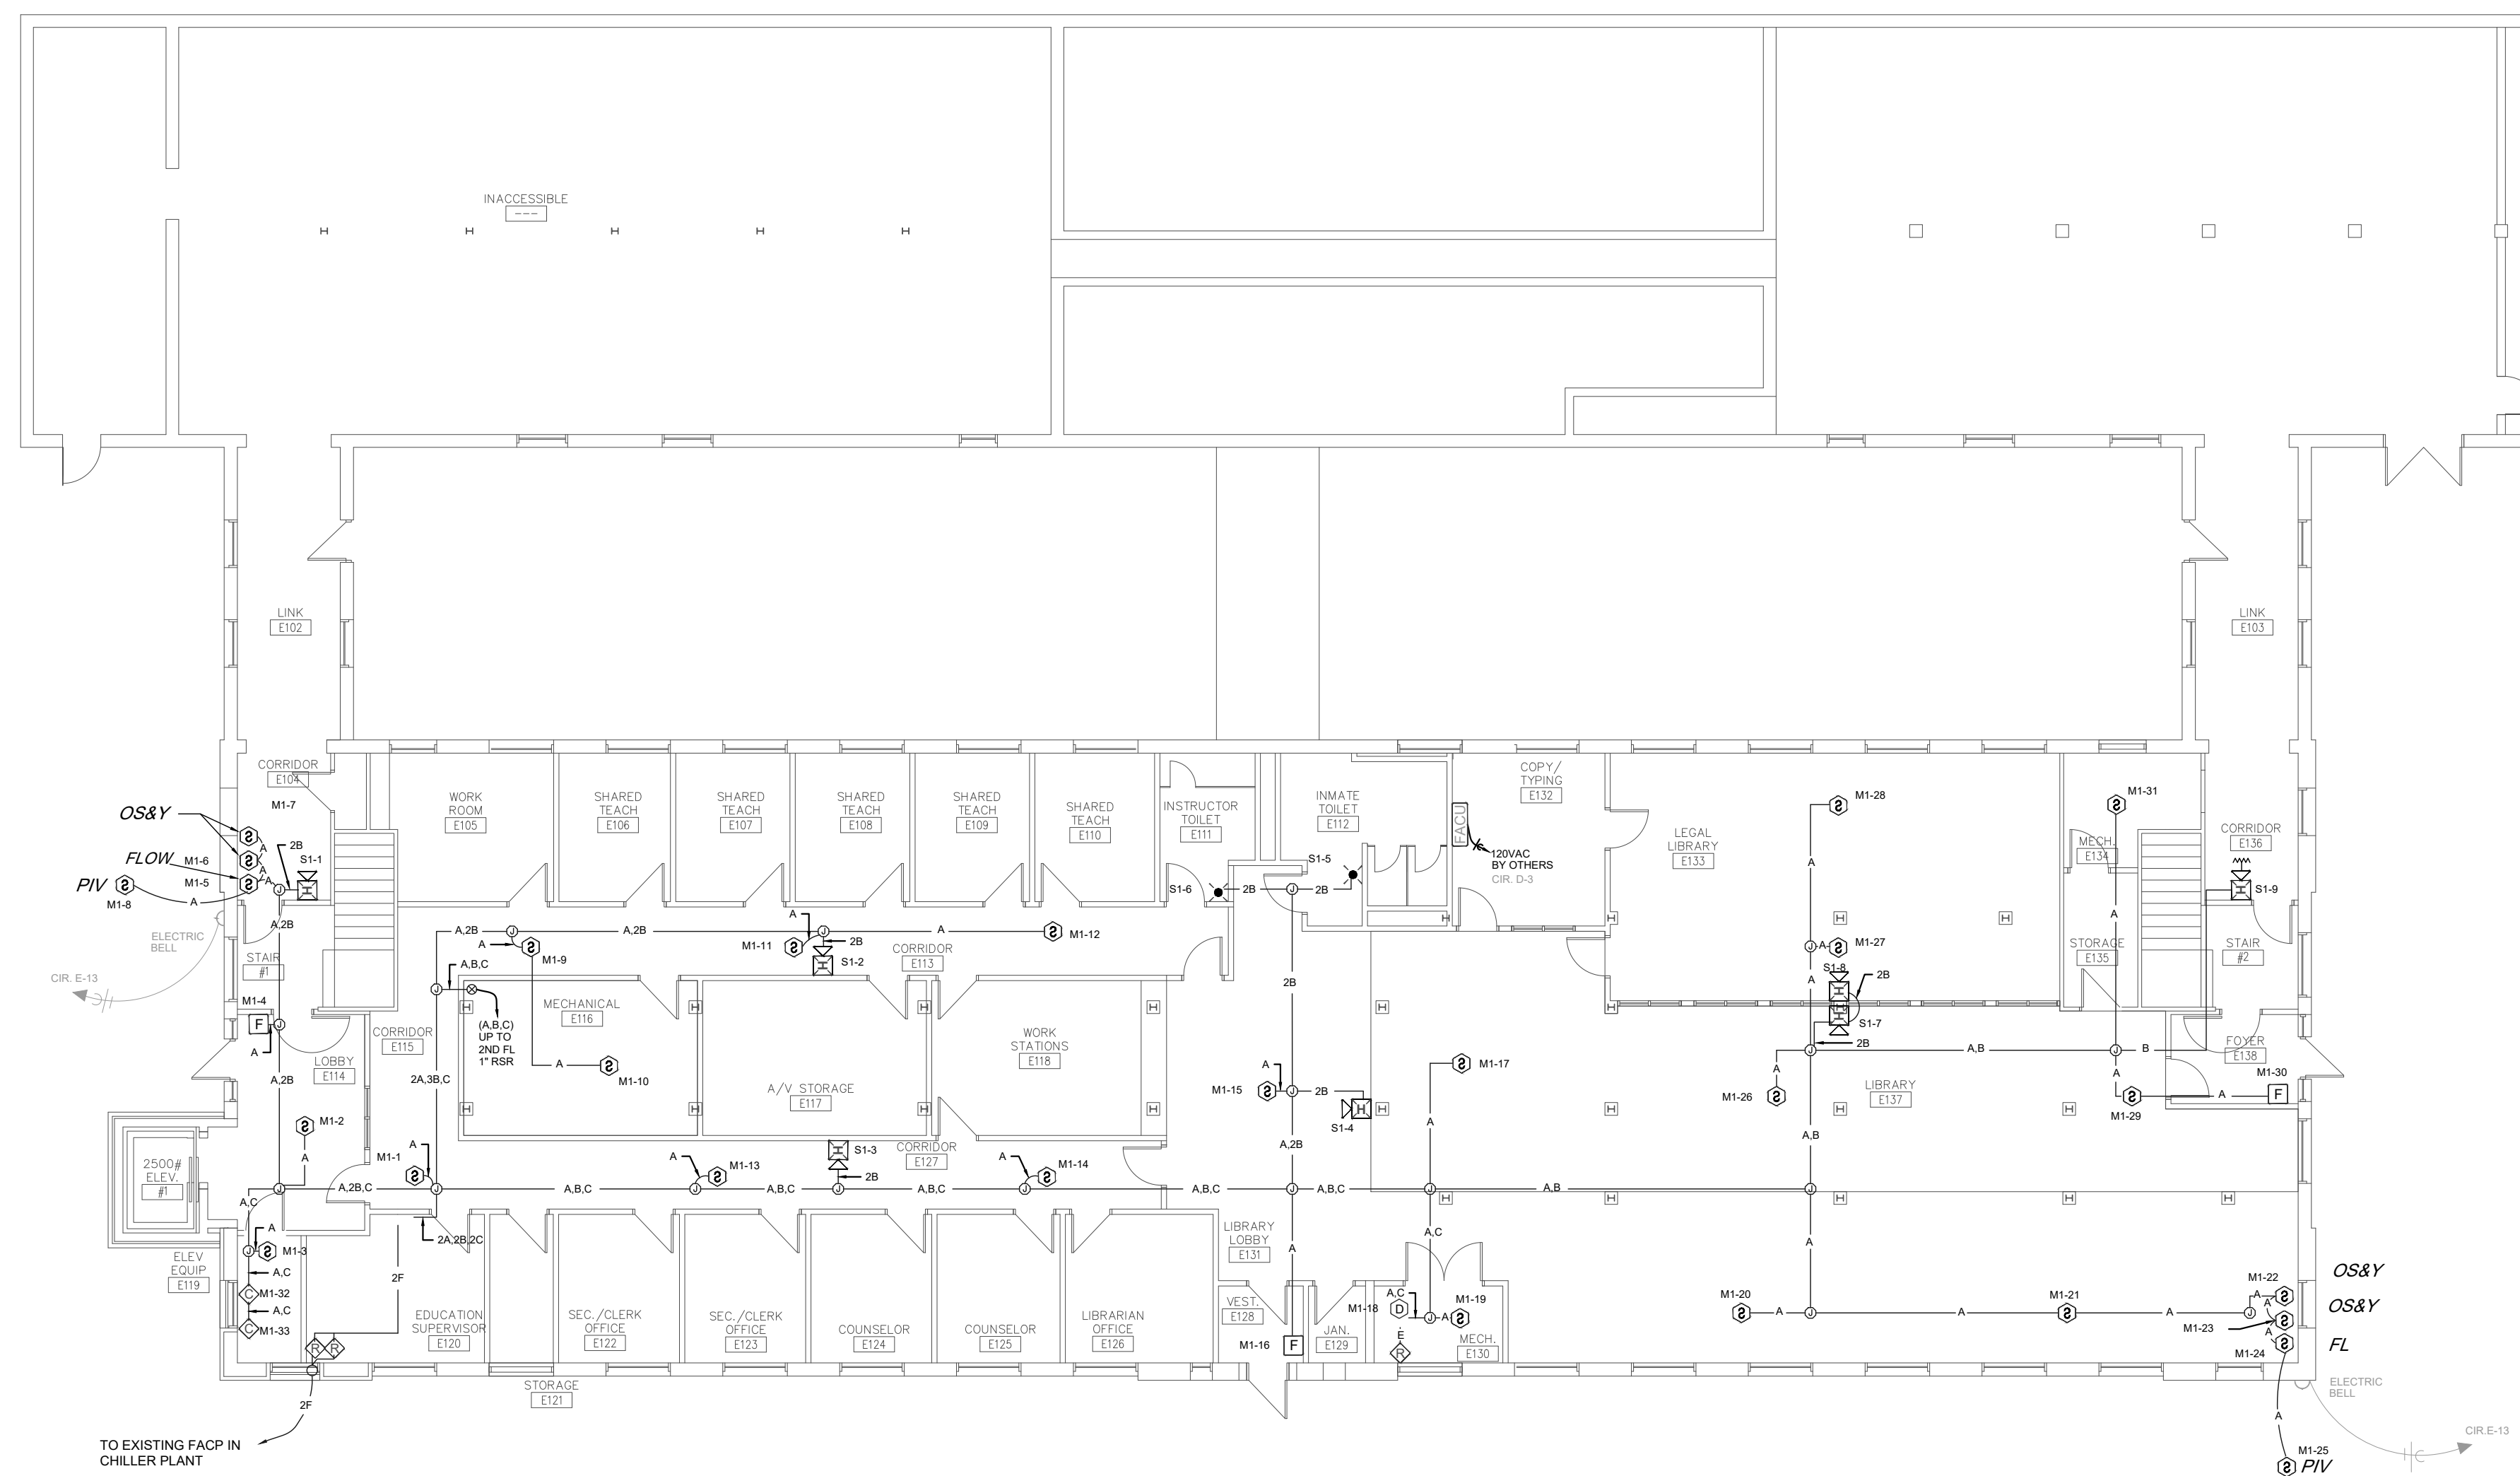 INACCESSIBLE
---
LINK
E102
LINK
E103
CORRIDOR
E104
M1-7
OS&Y
A
2B
S1-1
FLOW
M1-6
A
M1-5
A
PIV
M1-8
A
A,2B
ELECTRIC
BELL
CIR. E-13
STAIR
#1
M1-4
F
A
LOBBY
E114
A,2B
M1-2
A
2500#
ELEV.
#1
A,C
A
M1-3
ELEV
EQUIP
E119
A,C
C
M1-32
A,C
C
M1-33
R
R
2F
2F
TO EXISTING FACP IN
CHILLER PLANT
WORK
ROOM
E105
SHARED
TEACH
E106
SHARED
TEACH
E107
SHARED
TEACH
E108
SHARED
TEACH
E109
SHARED
TEACH
E110
INSTRUCTOR
TOILET
E111
INMATE
TOILET
E112
COPY/
TYPING
E132
FACU
120VAC
BY OTHERS
CIR. D-3
LEGAL
LIBRARY
E133
M1-28
A
M1-31
MECH.
E134
CORRIDOR
E136
S1-9
S1-5
S1-6
2B
2B
A,2B
A,2B
A
A
M1-9
A
M1-11
2B
S1-2
M1-12
CORRIDOR
E113
A,B,C
(A,B,C)
UP TO
2ND FL
1" RSR
MECHANICAL
E116
A
M1-10
CORRIDOR
E115
2A,3B,C
A/V STORAGE
E117
WORK
STATIONS
E118
2B
A
M1-15
2B
S1-4
A,2B
M1-17
A
A
M1-27
S1-8
A
2B
S1-7
2B
A
STORAGE
E135
STAIR
#2
A,B
B
FOYER
E138
M1-30
F
A
M1-29
A
A
M1-26
LIBRARY
E137
A,B
M1-1
A
A,2B,C
A,B,C
A
M1-13
A,B,C
S1-3
2B
CORRIDOR
E127
A,B,C
A
M1-14
A,B,C
A,B,C
A,B
2A,2B,2C
EDUCATION
SUPERVISOR
E120
SEC./CLERK
OFFICE
E122
SEC./CLERK
OFFICE
E123
COUNSELOR
E124
COUNSELOR
E125
LIBRARIAN
OFFICE
E126
STORAGE
E121
LIBRARY
LOBBY
E131
A
VEST.
E128
M1-16
F
JAN.
E129
A,C
A,C
M1-18
D
A
M1-19
E
R
MECH.
E130
A
M1-20
A
A
M1-21
A
A
M1-22
OS&Y
A
M1-23
OS&Y
A
M1-24
FL
ELECTRIC
BELL
CIR.E-13
A
M1-25
PIV